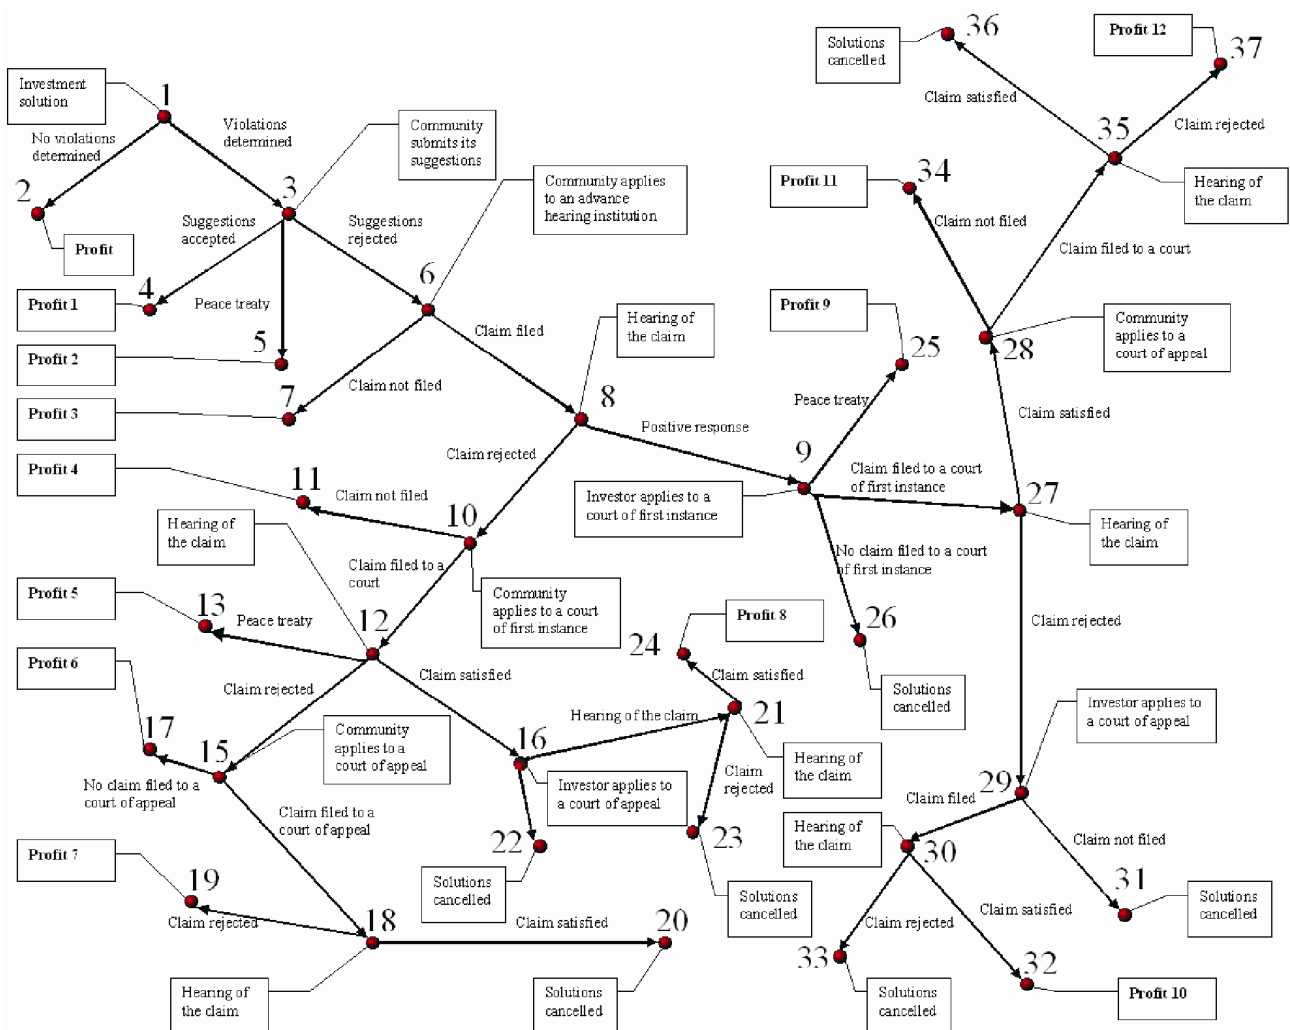 36
Profit 12
37
Solutions
cancelled
Investment
solution
1
Claim satisfied
35
Claim rejected
No violations
determined
Violations
determined
Community
submits its
suggestions
2
3
Community applies
to an advance
hearing institution
Profit 11
34
Hearing of
the claim
Suggestions
accepted
Suggestions
rejected
Claim not filed
Profit
Claim filed to a court
Profit 1
4
Peace treaty
6
Profit 9
Hearing of
the claim
Claim filed
Community
applies to a
court of appeal
28
25
Profit 2
5
Claim not filed
Peace treaty
Profit 3
7
8
Positive response
Claim satisfied
Profit 4
Claim rejected
9
11
Claim not filed
Investor applies to a
court of first instance
Claim filed to a court
of first instance
27
Hearing of
the claim
10
Hearing of
the claim
Claim filed to a
court
No claim filed to a court
of first instance
Community
applies to a court
of first instance
Profit 5
13
Peace treaty
12
Profit 8
26
Claim rejected
Profit 6
24
Claim satisfied
Claim satisfied
Claim rejected
Solutions
cancelled
Investor applies to
a court of appeal
17
15
Community
applies to a
court of appeal
Hearing of the claim
16
21
Hearing of
the claim
No claim filed to a
court of appeal
Claim filed to a
court of appeal
Investor applies to
a court of appeal
Claim
rejected
29
Claim filed
Hearing of
the claim
22
23
30
Claim not filed
Profit 7
19
Solutions
cancelled
Solutions
cancelled
31
Solutions
cancelled
Claim rejected
18
Claim satisfied
20
Claim rejected
Claim satisfied
33
32
Hearing of
the claim
Solutions
cancelled
Solutions
cancelled
Profit 10